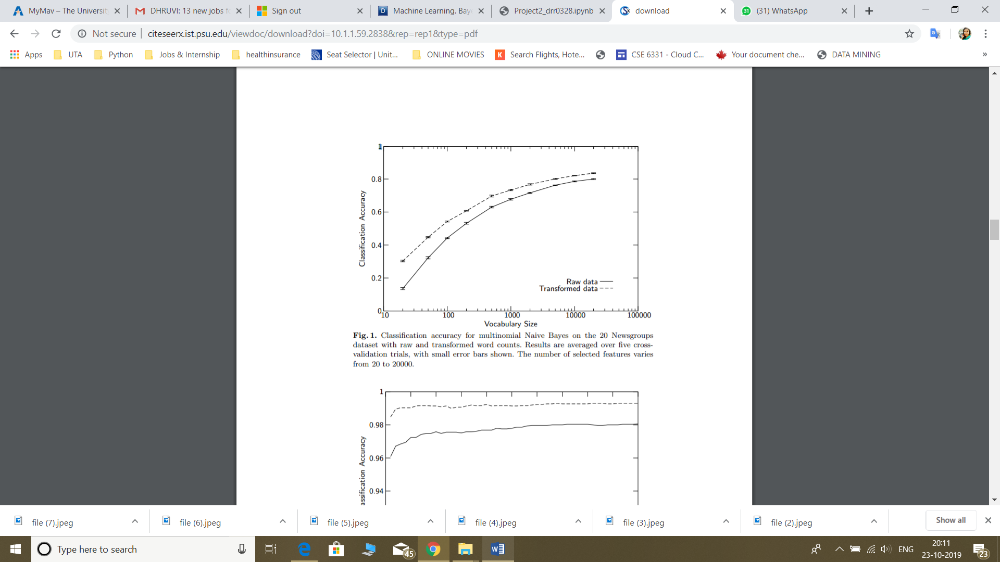 MyMav – The Universit
DHRUVI: 13 new jobs fo
Sign out
Machine Learning. Bay
Project2_drr0328.ipynb
download
(31) WhatsApp
Not secure | citeseerx.ist.psu.edu/viewdoc/download?doi=10.1.1.59.2838&rep=rep1&type=pdf
Apps
UTA
Python
Jobs & Internship
healthinsurance
Seat Selector | Unit...
ONLINE MOVIES
Search Flights, Hote...
CSE 6331 - Cloud C...
Your document che...
DATA MINING
»
1
0.8
0.6
0.4
0.2
0
Classification Accuracy
Raw data
Transformed data
10 100 1000 10000 100000
Vocabulary Size
Fig. 1. Classification accuracy for multinomial Naive Bayes on the 20 Newsgroups
dataset with raw and transformed word counts. Results are averaged over five cross-
validation trials, with small error bars shown. The number of selected features varies
from 20 to 20000.
1
0.98
0.96
0.94
assification Accuracy
file (7).jpeg
file (6).jpeg
file (5).jpeg
file (4).jpeg
file (3).jpeg
file (2).jpeg
Show all
Type here to search
45
ENG
20:11
23-10-2019
23